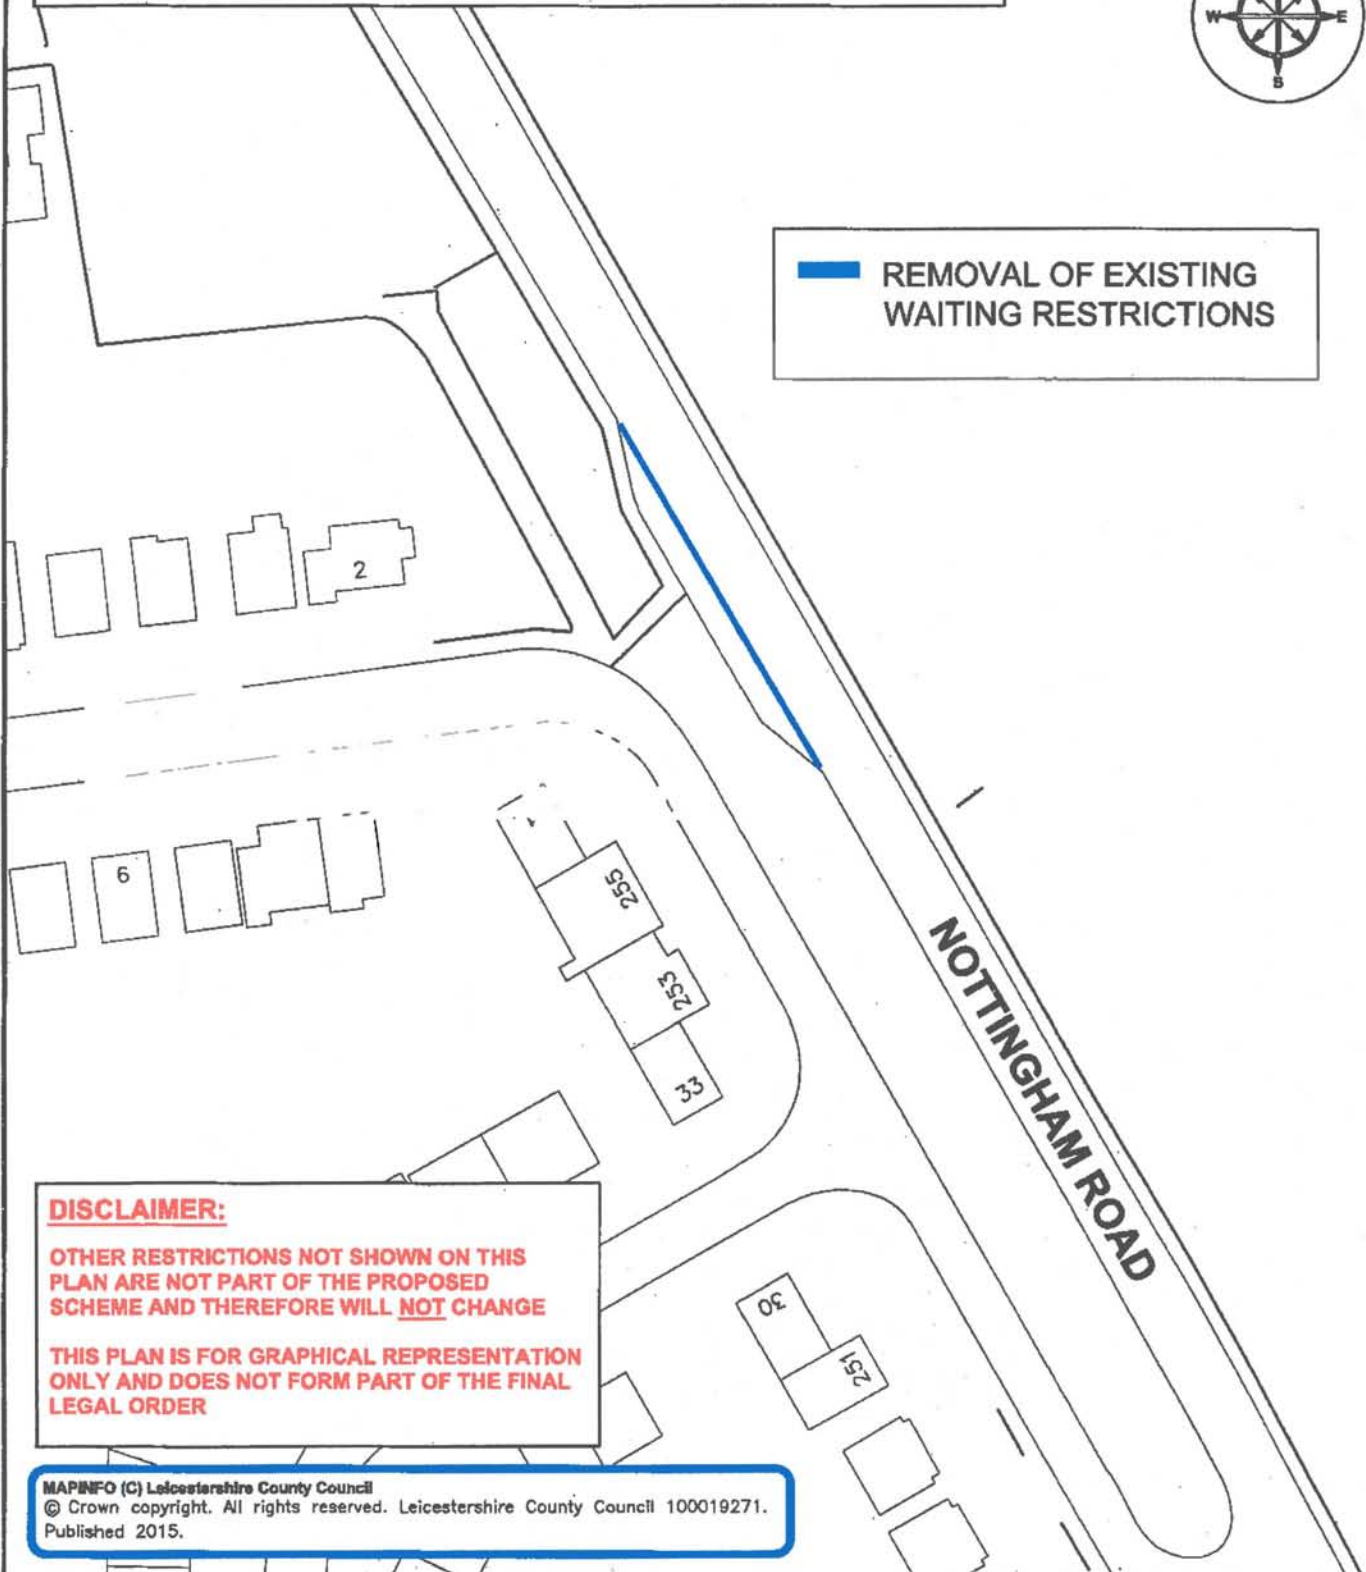 W
E
S
REMOVAL OF EXISTING
WAITING RESTRICTIONS
2
6
255
253
33
NOTTINGHAM ROAD
30
251
DISCLAIMER:
OTHER RESTRICTIONS NOT SHOWN ON THIS
PLAN ARE NOT PART OF THE PROPOSED
SCHEME AND THEREFORE WILL NOT CHANGE
THIS PLAN IS FOR GRAPHICAL REPRESENTATION
ONLY AND DOES NOT FORM PART OF THE FINAL
LEGAL ORDER
MAPINFO (C) Leicestershire County Council
© Crown copyright. All rights reserved. Leicestershire County Council 100019271.
Published 2015.